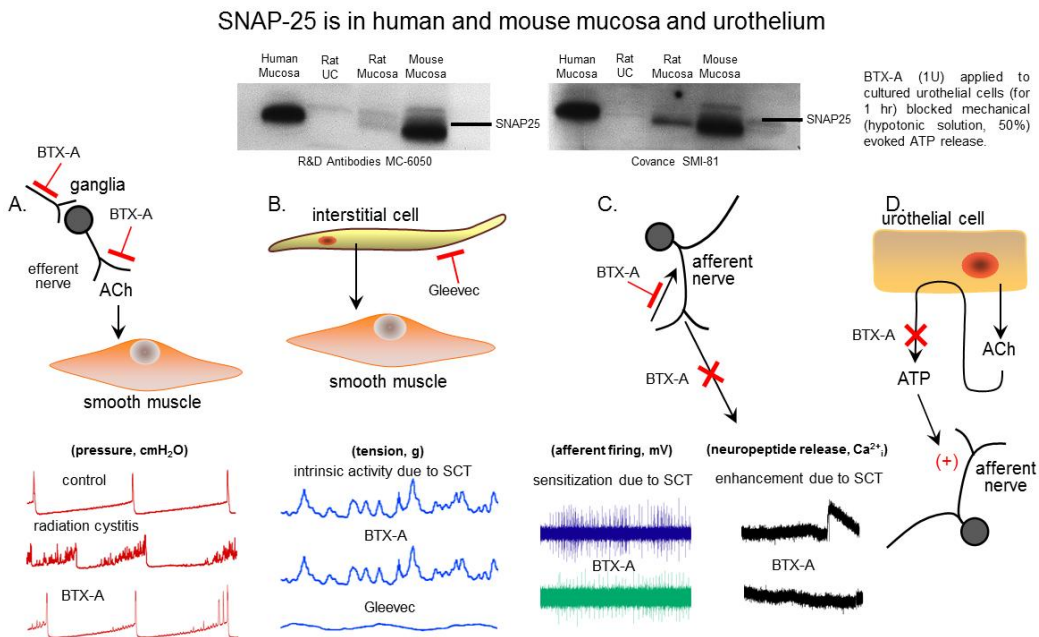 SNAP-25 is in human and mouse mucosa and urothelium
Human
Mucosa
Rat
UC
Rat
Mucosa
Mouse
Mucosa
SNAP25
R&D Antibodies MC-6050
Human
Mucosa
Rat
UC
Rat
Mucosa
Mouse
Mucosa
SNAP25
Covance SMI-81
BTX-A (1U) applied to
cultured urothelial cells (for
1 hr) blocked mechanical
(hypotonic solution, 50%)
evoked ATP release.
A.
BTX-A
ganglia
BTX-A
efferent
nerve
ACh
smooth muscle
B.
interstitial cell
Gleevec
smooth muscle
C.
afferent
nerve
BTX-A
BTX-A
D.
urothelial cell
BTX-A
ACh
ATP
(+)
afferent
nerve
(pressure, cmH₂O)
control
radiation cystitis
BTX-A
(tension, g)
intrinsic activity due to SCT
BTX-A
Gleevec
(afferent firing, mV)
sensitization due to SCT
BTX-A
(neuropeptide release, Ca²⁺ᵢ)
enhancement due to SCT
BTX-A